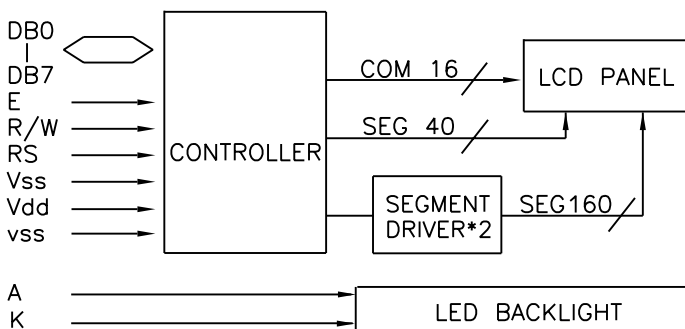 DB0
DB7
E
R/W
RS
Vss
Vdd
vss
CONTROLLER
COM 16
SEG 40
SEGMENT
DRIVER*2
SEG160
LCD PANEL
A
K
LED BACKLIGHT